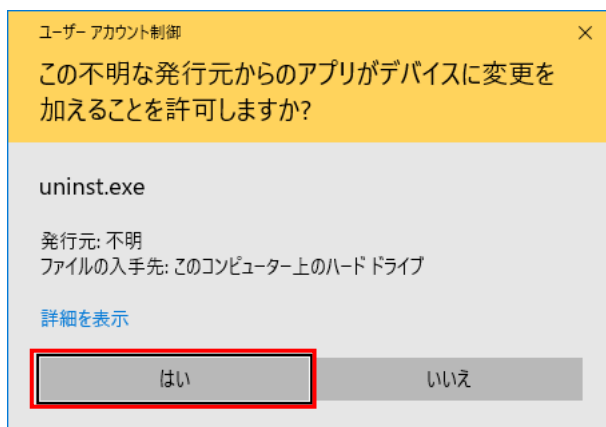 ユーザー アカウント制御
この不明な発行元からのアプリがデバイスに変更を
加えることを許可しますか?
uninst.exe
発行元: 不明
ファイルの入手先: このコンピューター上のハード ドライブ
詳細を表示
はい
いいえ